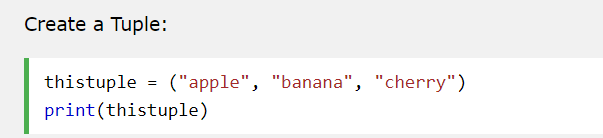 Create a Tuple:
thistuple = ("apple", "banana", "cherry")
print(thistuple)